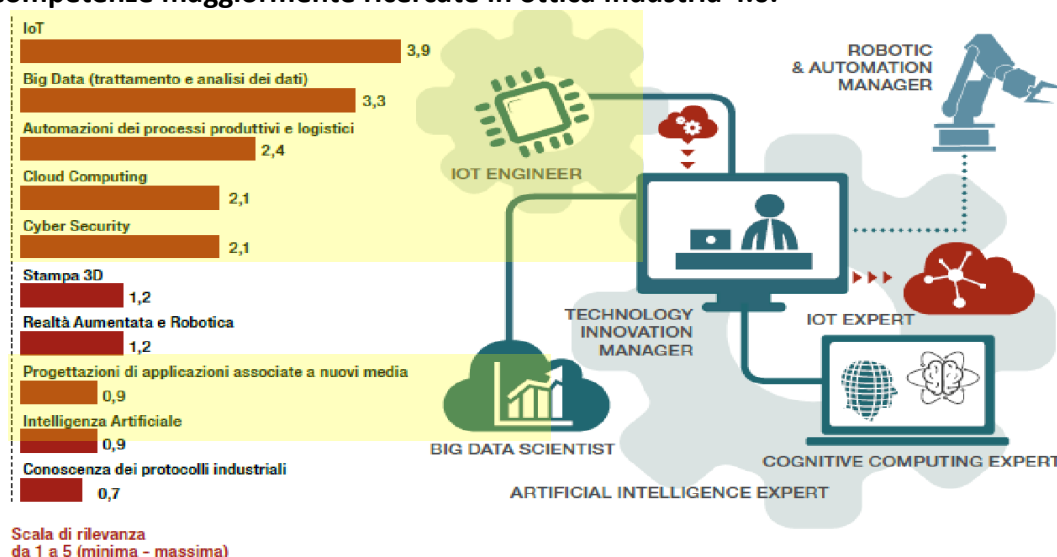 competenze maggiormente ricercate in ottica Industria 4.0:
IoT
3,9
Big Data (trattamento e analisi dei dati)
3,3
Automazioni dei processi produttivi e logistici
2,4
Cloud Computing
2,1
Cyber Security
2,1
Stampa 3D
1,2
Realtà Aumentata e Robotica
1,2
Progettazioni di applicazioni associate a nuovi media
0,9
Intelligenza Artificiale
0,9
Conoscenza dei protocolli industriali
0,7
Scala di rilevanza
da 1 a 5 (minima - massima)
ROBOTIC
& AUTOMATION
MANAGER
IOT ENGINEER
TECHNOLOGY
INNOVATION
MANAGER
IOT EXPERT
BIG DATA SCIENTIST
COGNITIVE COMPUTING EXPERT
ARTIFICIAL INTELLIGENCE EXPERT